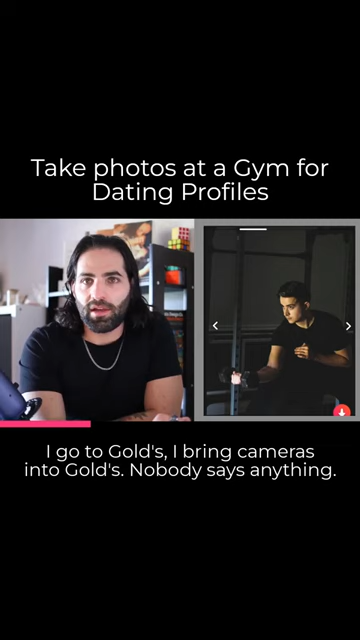 Take photos at a Gym for
Dating Profiles
I go to Gold's, I bring cameras
into Gold's. Nobody says anything.